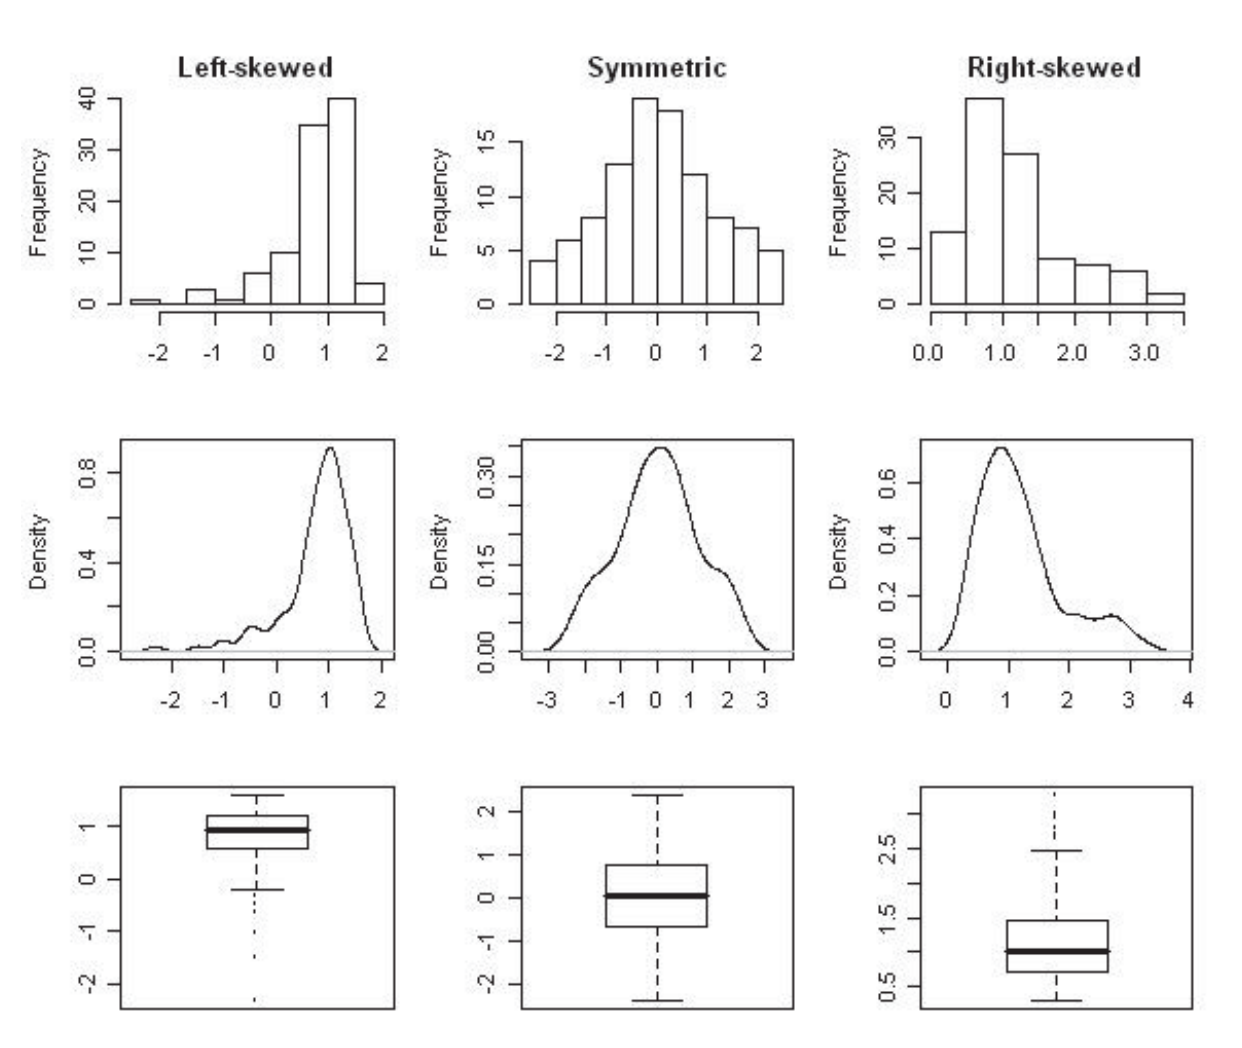 Left-skewed Symmetric Right-skewed
Frequency 0 10 20 30 40
-2 -1 0 1 2
Frequency 0 5 10 15
-2 -1 0 1 2
Frequency 0 10 20 30
0.0 1.0 2.0 3.0
Density 0.0 0.4 0.8
-2 -1 0 1 2
Density 0.00 0.15 0.30
-3 -1 0 1 2 3
Density 0.0 0.2 0.4 0.6
0 1 2 3 4
-2 -1 0 1
-2 -1 0 1 2
0.5 1.5 2.5